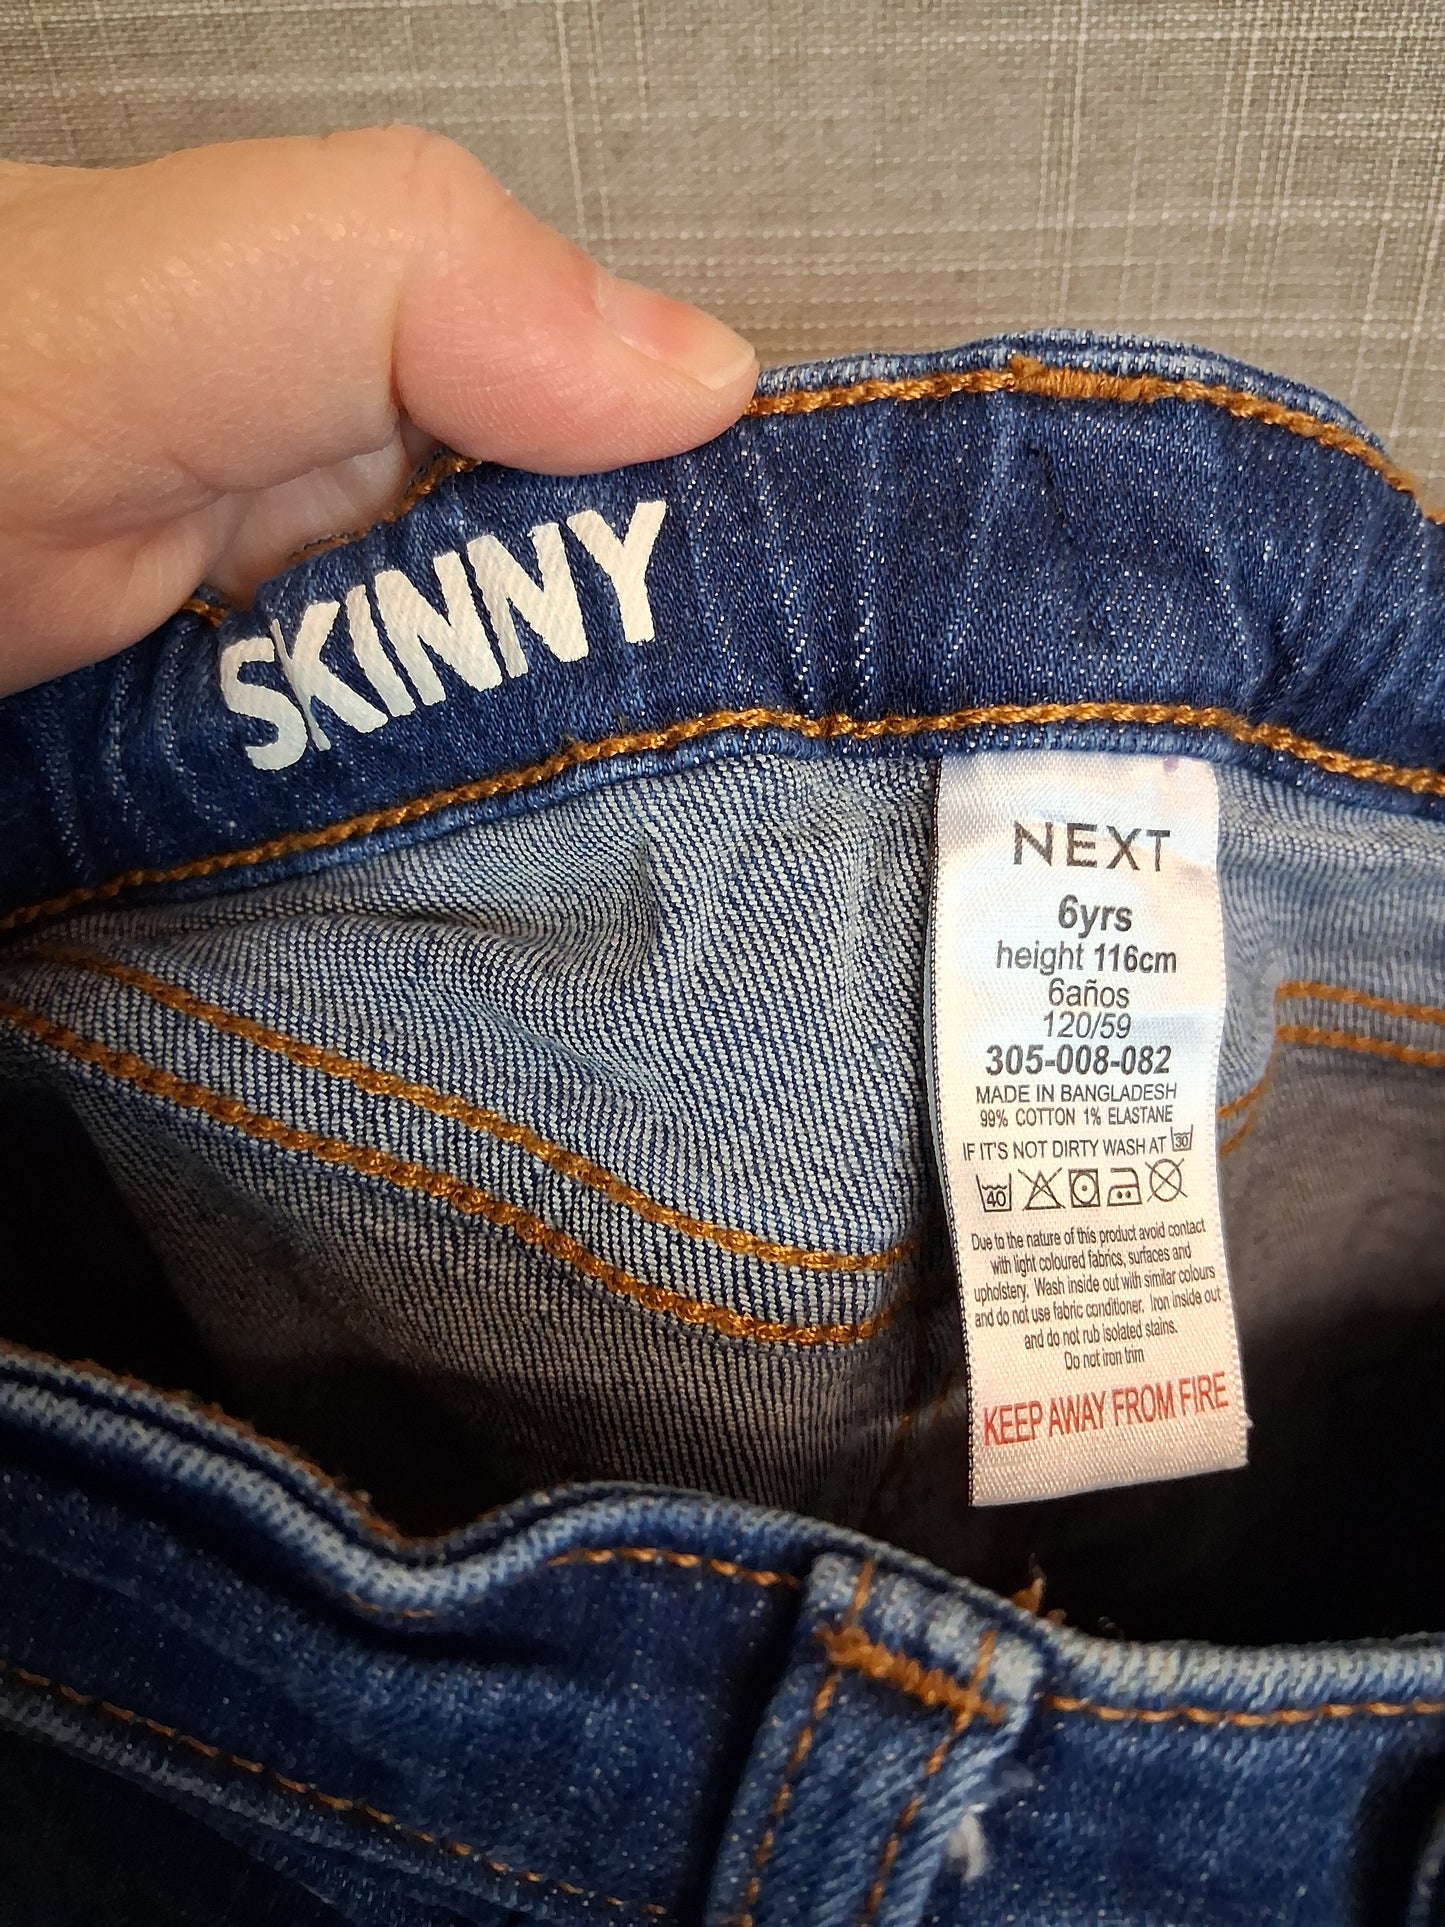 SKINNY
NEXT
6yrs
height 116cm
6años
120/59
305-008-082
MADE IN BANGLADESH
99% COTTON 1% ELASTANE
IF IT'S NOT DIRTY WASH AT 30
40
Due to the nature of this product avoid contact
with light coloured fabrics, surfaces and
upholstery. Wash inside out with similar colours
and do not use fabric conditioner. Iron inside out
and do not rub isolated stains.
Do not iron trim
KEEP AWAY FROM FIRE